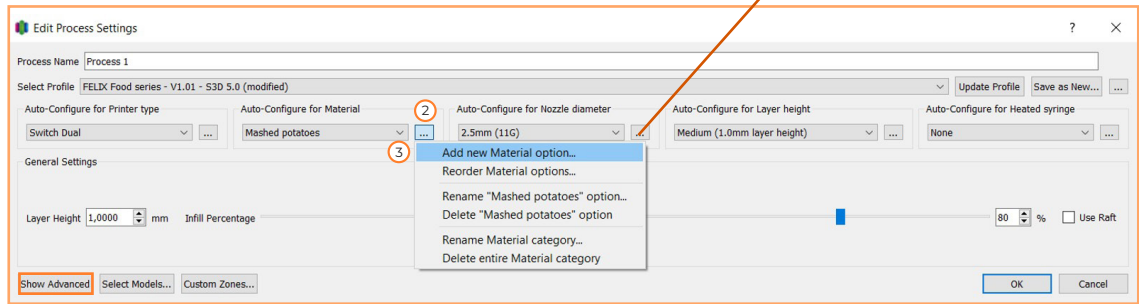 Edit Process Settings ?
Process Name Process 1
Select Profile FELIX Food series - V1.01 - S3D 5.0 (modified) Update Profile Save as New... ...
Auto-Configure for Printer type Auto-Configure for Material 2 Auto-Configure for Nozzle diameter Auto-Configure for Layer height Auto-Configure for Heated syringe
Switch Dual ... Mashed potatoes ... 2.5mm (11G) ... Medium (1.0mm layer height) ... None ...
3 Add new Material option...
General Settings
Reorder Material options...
Rename "Mashed potatoes" option...
Delete "Mashed potatoes" option
Layer Height 1,0000 mm Infill Percentage 80 % Use Raft
Rename Material category...
Delete entire Material category
Show Advanced Select Models... Custom Zones... OK Cancel